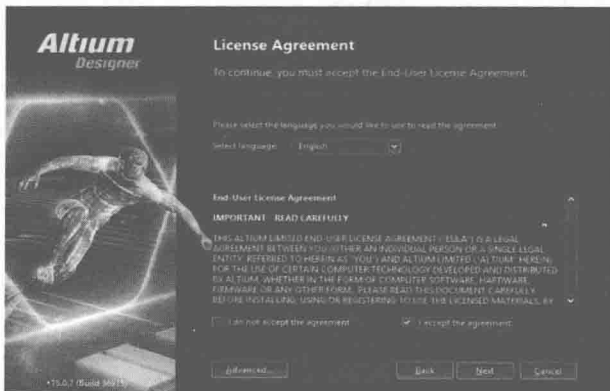 Altium
Designer
License Agreement
To continue, you must accept the End-User License Agreement.
Please select the language you would like to use to read the agreement
Select language: English
End-User License Agreement
IMPORTANT - READ CAREFULLY
THIS ALTIUM LIMITED END-USER LICENSE AGREEMENT ("EULA") IS A LEGAL
AGREEMENT BETWEEN YOU (EITHER AN INDIVIDUAL PERSON OR A SINGLE LEGAL
ENTITY, REFERRED TO HEREIN AS "YOU") AND ALTIUM LIMITED ("ALTIUM" HEREIN)
FOR THE USE OF CERTAIN COMPUTER TECHNOLOGY DEVELOPED AND DISTRIBUTED
BY ALTIUM, WHETHER IN THE FORM OF COMPUTER SOFTWARE, HARDWARE,
FIRMWARE OR ANY OTHER FORM. PLEASE READ THIS DOCUMENT CAREFULLY
BEFORE INSTALLING, USING OR REGISTERING TO USE THE LICENSED MATERIALS. BY
I do not accept the agreement I accept the agreement
Advanced... Back Next Cancel
15.0.7 (Build